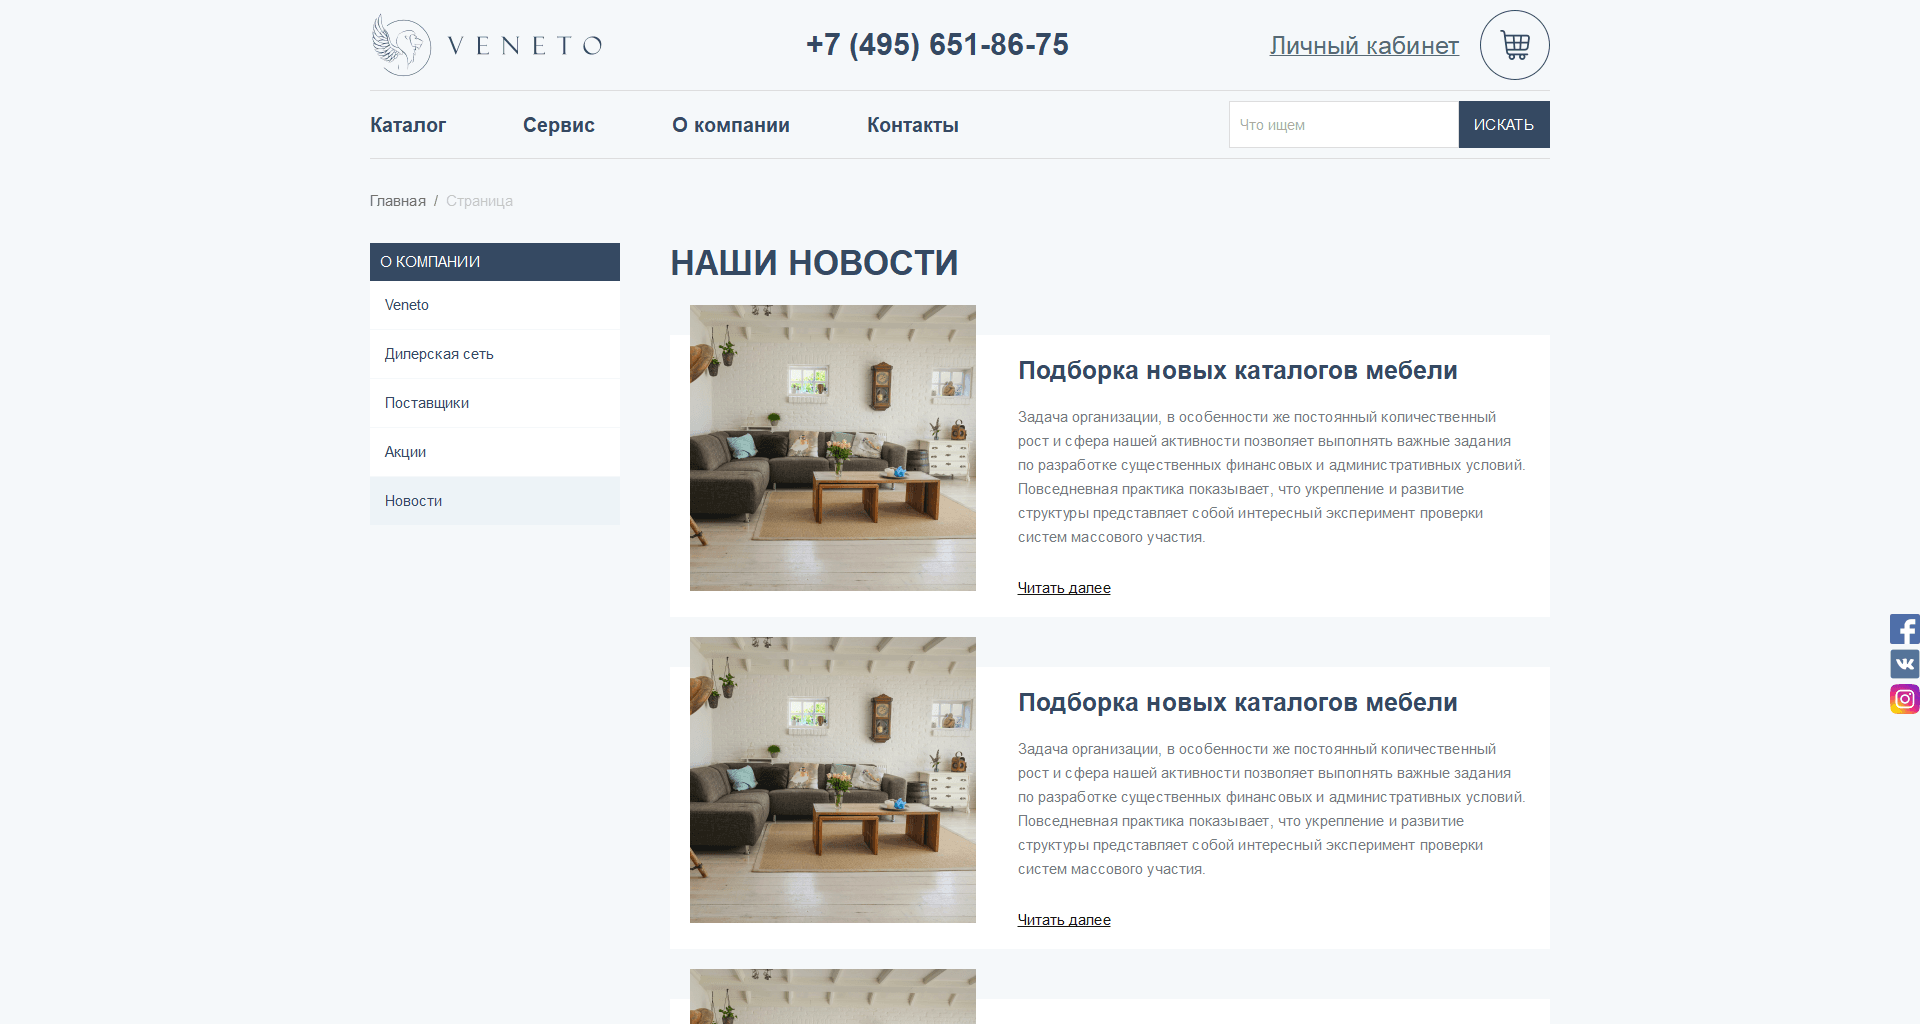 VENETO
+7 (495) 651-86-75
Личный кабинет
Каталог
Сервис
О компании
Контакты
Что ищем
ИСКАТЬ
Главная / Страница
О КОМПАНИИ
Veneto
Дилерская сеть
Поставщики
Акции
Новости
НАШИ НОВОСТИ
Подборка новых каталогов мебели
Задача организации, в особенности же постоянный количественный
рост и сфера нашей активности позволяет выполнять важные задания
по разработке существенных финансовых и административных условий.
Повседневная практика показывает, что укрепление и развитие
структуры представляет собой интересный эксперимент проверки
систем массового участия.
Читать далее
Подборка новых каталогов мебели
Задача организации, в особенности же постоянный количественный
рост и сфера нашей активности позволяет выполнять важные задания
по разработке существенных финансовых и административных условий.
Повседневная практика показывает, что укрепление и развитие
структуры представляет собой интересный эксперимент проверки
систем массового участия.
Читать далее